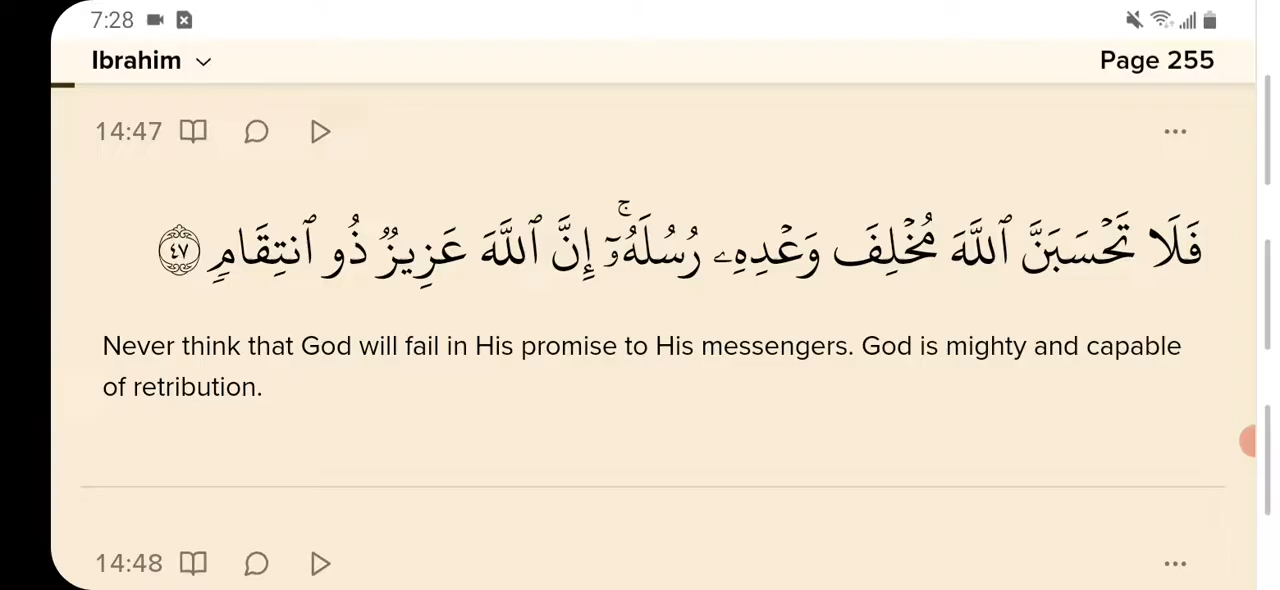 7:28
Ibrahim
Page 255
14:47
فَلَا تَحۡسَبَنَّ ٱللَّهَ مُخۡلِفَ وَعۡدِهِۦ رُسُلَهُۥٓۚ إِنَّ ٱللَّهَ عَزِيزٞ ذُو ٱنتِقَامٖ ٤٧
Never think that God will fail in His promise to His messengers. God is mighty and capable
of retribution.
14:48